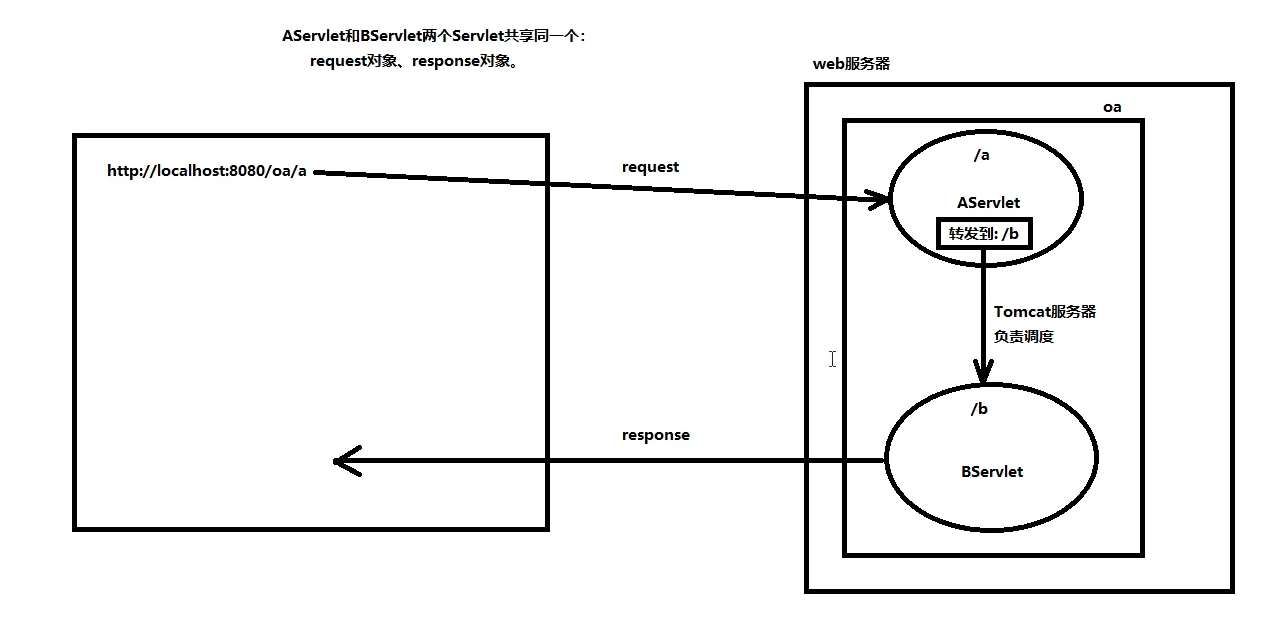 AServlet和BServlet两个Servlet共享同一个：
request对象、response对象。
web服务器
oa
http://localhost:8080/oa/a
request
/a
AServlet
转发到: /b
Tomcat服务器
负责调度
/b
response
BServlet